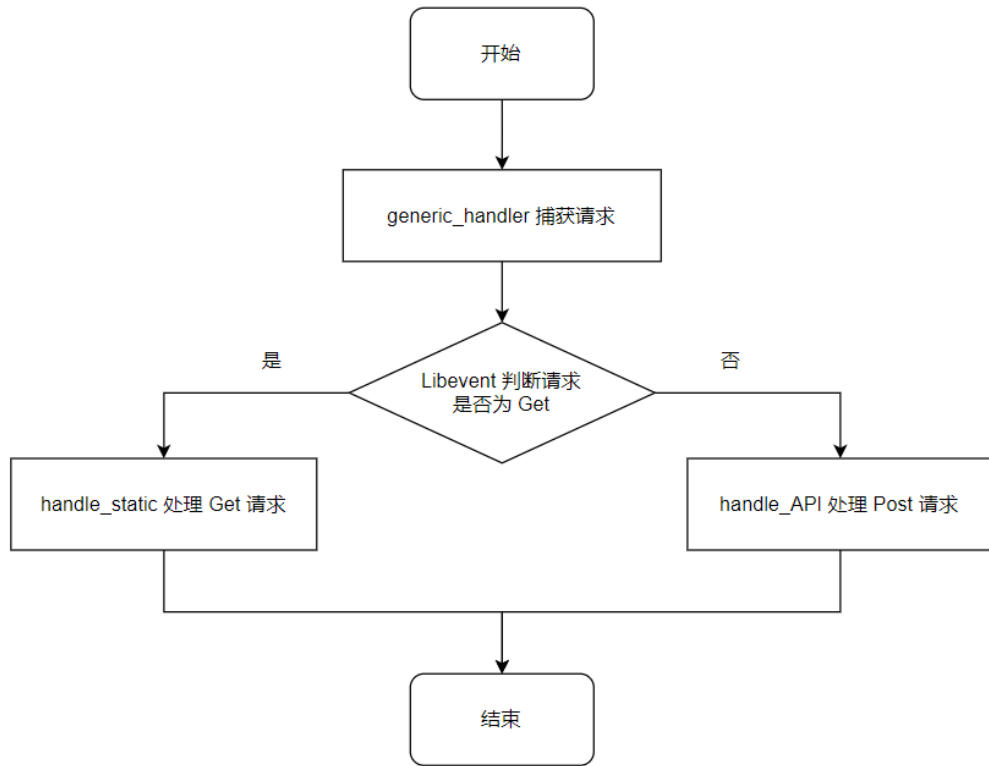 开始
generic_handler 捕获请求
是
否
Libevent 判断请求
是否为 Get
handle_static 处理 Get 请求
handle_API 处理 Post 请求
结束